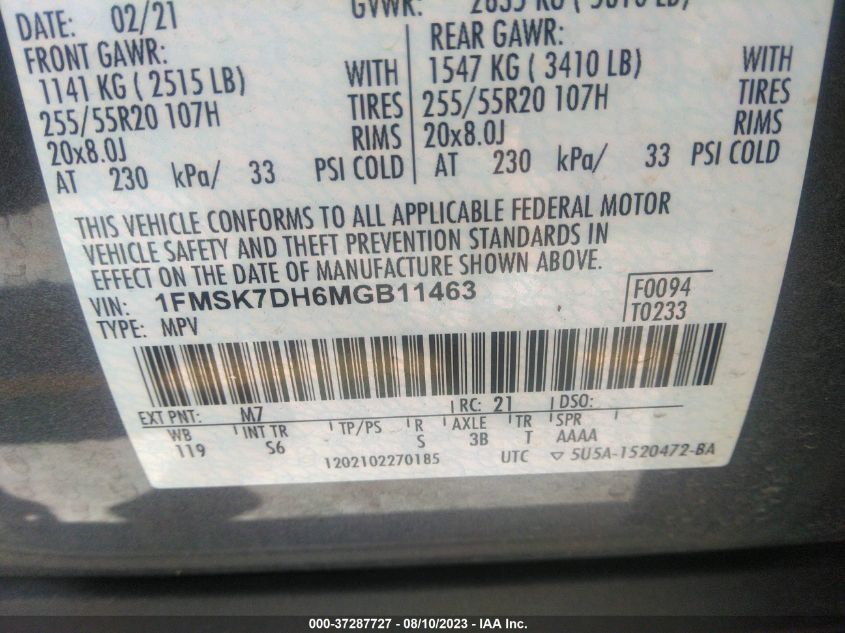 DATE: 02/21 GVWR: 2835 KG
FRONT GAWR: REAR GAWR:
1141 KG ( 2515 LB) WITH 1547 KG ( 3410 LB) WITH
255/55R20 107H TIRES 255/55R20 107H TIRES
20x8.0J RIMS 20x8.0J RIMS
AT 230 kPa/ 33 PSI COLD AT 230 kPa/ 33 PSI COLD
THIS VEHICLE CONFORMS TO ALL APPLICABLE FEDERAL MOTOR
VEHICLE SAFETY AND THEFT PREVENTION STANDARDS IN
EFFECT ON THE DATE OF MANUFACTURE SHOWN ABOVE.
VIN: 1FMSK7DH6MGB11463 F0094
TYPE: MPV T0233
EXT PNT: M7 RC: 21 DSO:
WB INT TR TP/PS R AXLE TR SPR
119 S6 S 3B T AAAA
1202102270185 UTC ▽ 5U5A-1520472-BA
000-37287727 - 08/10/2023 - IAA Inc.